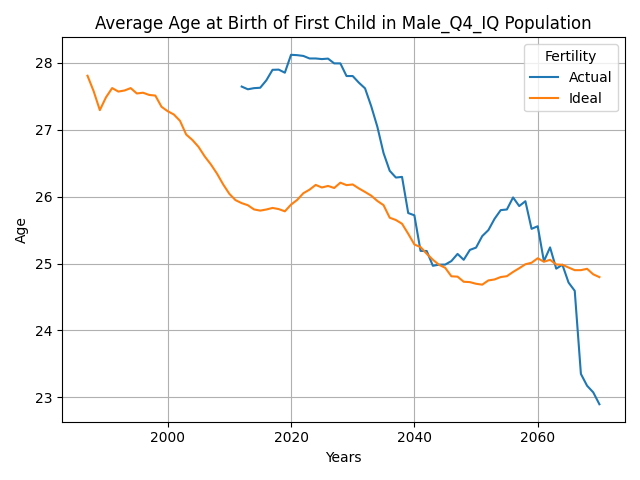 Average Age at Birth of First Child in Male_Q4_IQ Population
Fertility
Actual
Ideal
28
27
26
25
24
23
Age
2000
2020
2040
2060
Years